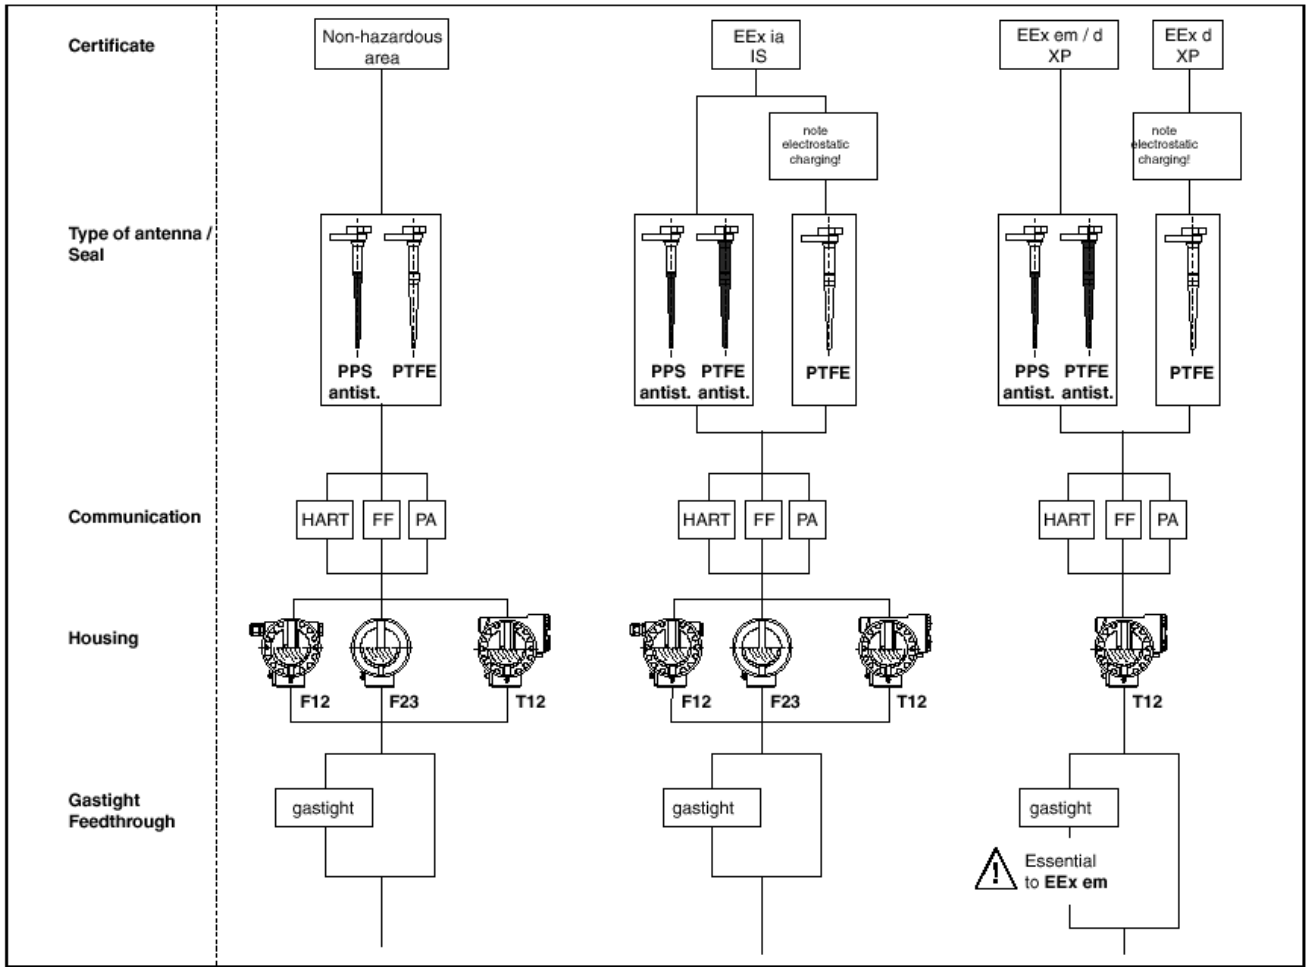 Certificate
Non-hazardous
area
EEx ia
IS
EEx em / d
XP
EEx d
XP
note
electrostatic
charging!
note
electrostatic
charging!
Type of antenna /
Seal
PPS
antist.
PTFE
PPS
antist.
PTFE
antist.
PTFE
PPS
antist.
PTFE
antist.
PTFE
Communication
HART
FF
PA
HART
FF
PA
HART
FF
PA
Housing
F12
F23
T12
F12
F23
T12
T12
Gastight
Feedthrough
gastight
gastight
gastight
!
Essential
to EEx em